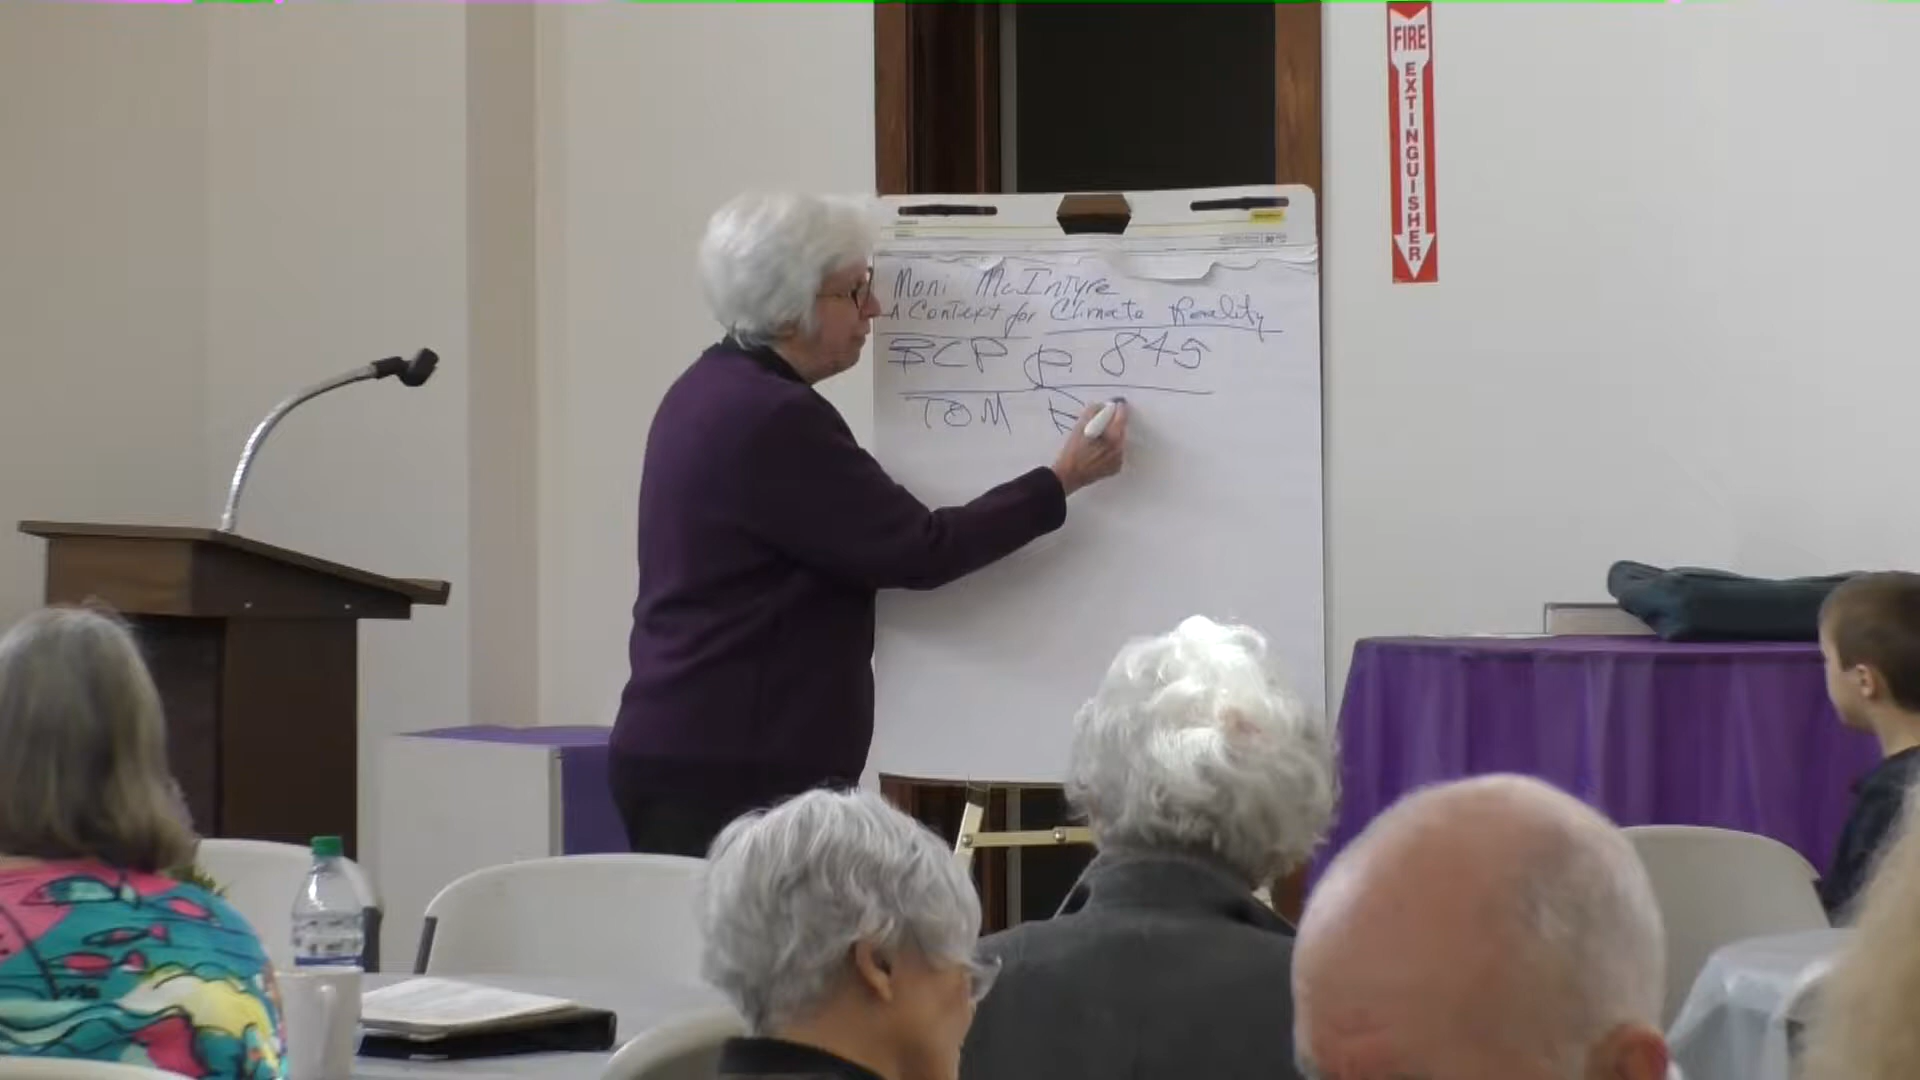 Moni McIntyre
A Context for Climate Reality
BCP p. 845
TOM
FIRE
EXTINGUISHER